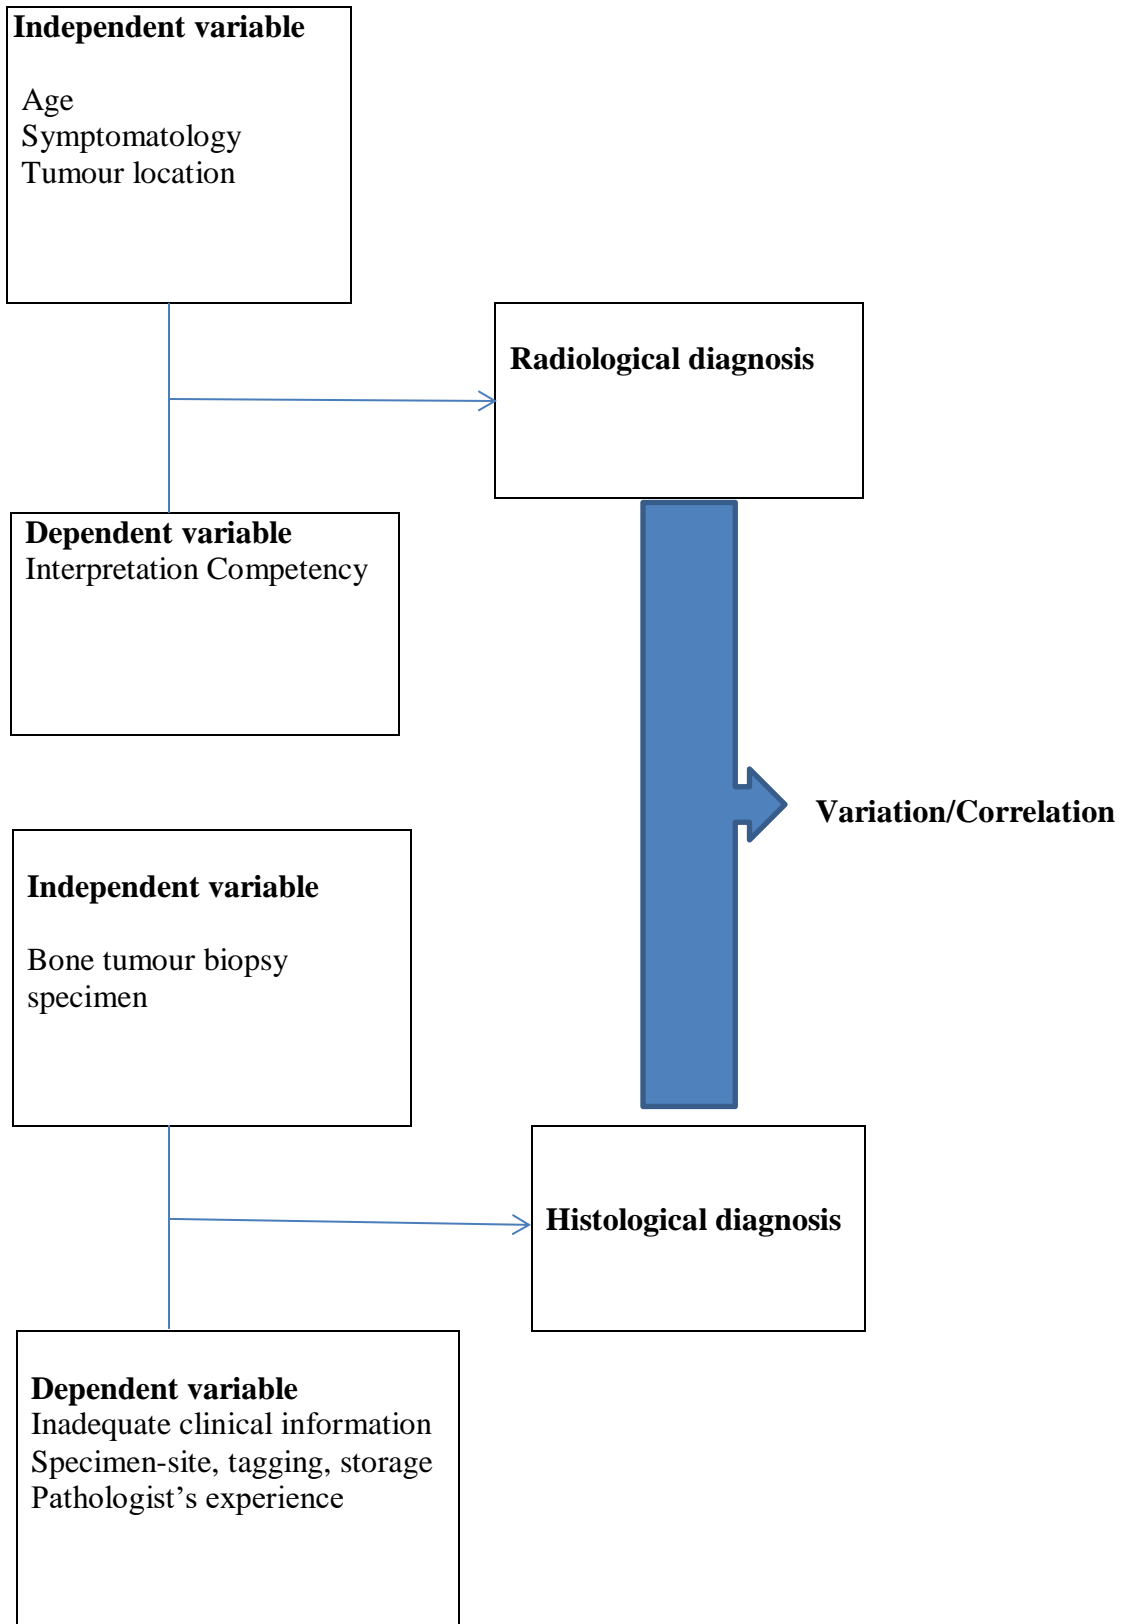 Independent variable
Age
Symptomatology
Tumour location
Radiological diagnosis
Dependent variable
Interpretation Competency
Variation/Correlation
Independent variable
Bone tumour biopsy
specimen
Histological diagnosis
Dependent variable
Inadequate clinical information
Specimen-site, tagging, storage
Pathologist’s experience